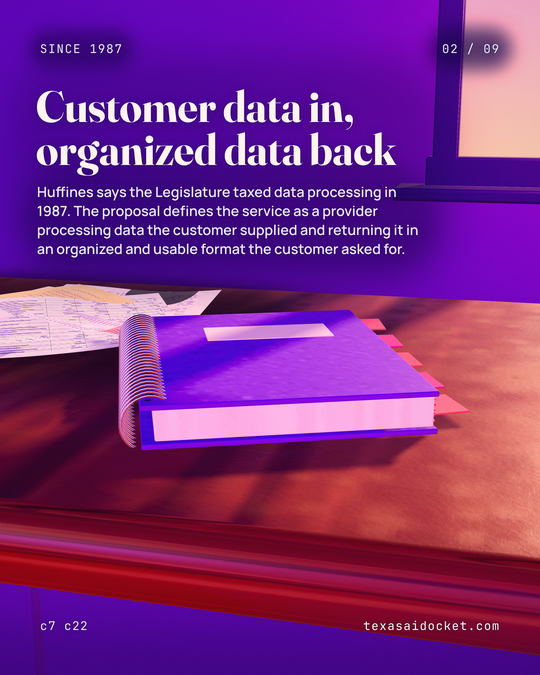 SINCE 1987
02 / 09
Customer data in,
organized data back
Huffines says the Legislature taxed data processing in
1987. The proposal defines the service as a provider
processing data the customer supplied and returning it in
an organized and usable format the customer asked for.
c7 c22
texasaidocket.com